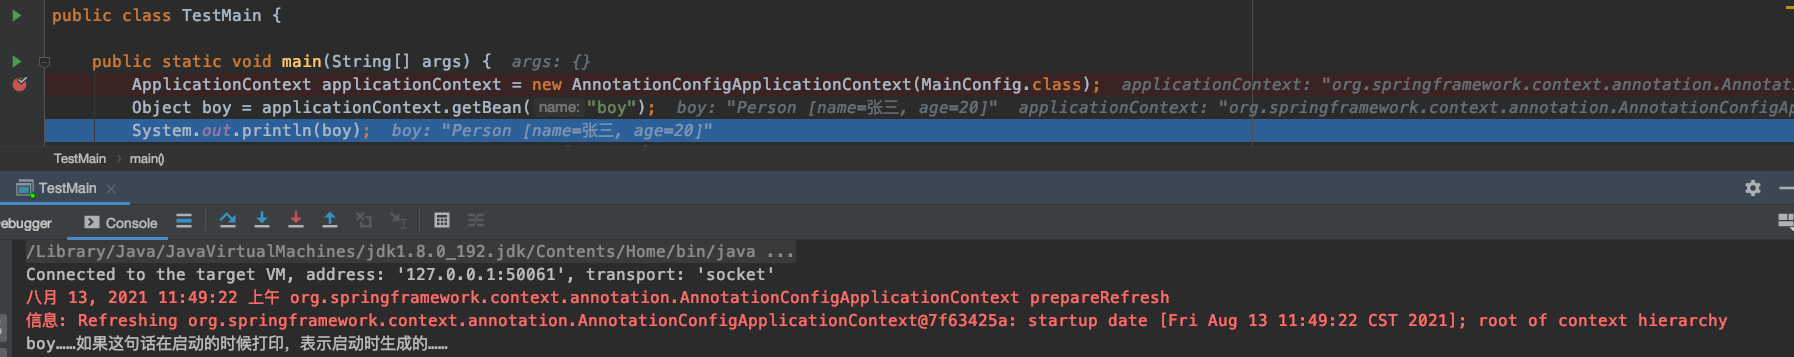 public class TestMain {
public static void main(String[] args) { args: {}
ApplicationContext applicationContext = new AnnotationConfigApplicationContext(MainConfig.class); applicationContext: "org.springframework.context.annotation.Annotati
Object boy = applicationContext.getBean( name: "boy"); boy: "Person [name=张三, age=20]" applicationContext: "org.springframework.context.annotation.AnnotationConfigAp
System.out.println(boy); boy: "Person [name=张三, age=20]"
TestMain › main()
TestMain
ebugger Console
/Library/Java/JavaVirtualMachines/jdk1.8.0_192.jdk/Contents/Home/bin/java ...
Connected to the target VM, address: '127.0.0.1:50061', transport: 'socket'
八月 13, 2021 11:49:22 上午 org.springframework.context.annotation.AnnotationConfigApplicationContext prepareRefresh
信息: Refreshing org.springframework.context.annotation.AnnotationConfigApplicationContext@7f63425a: startup date [Fri Aug 13 11:49:22 CST 2021]; root of context hierarchy
boy……如果这句话在启动的时候打印, 表示启动时生成的……